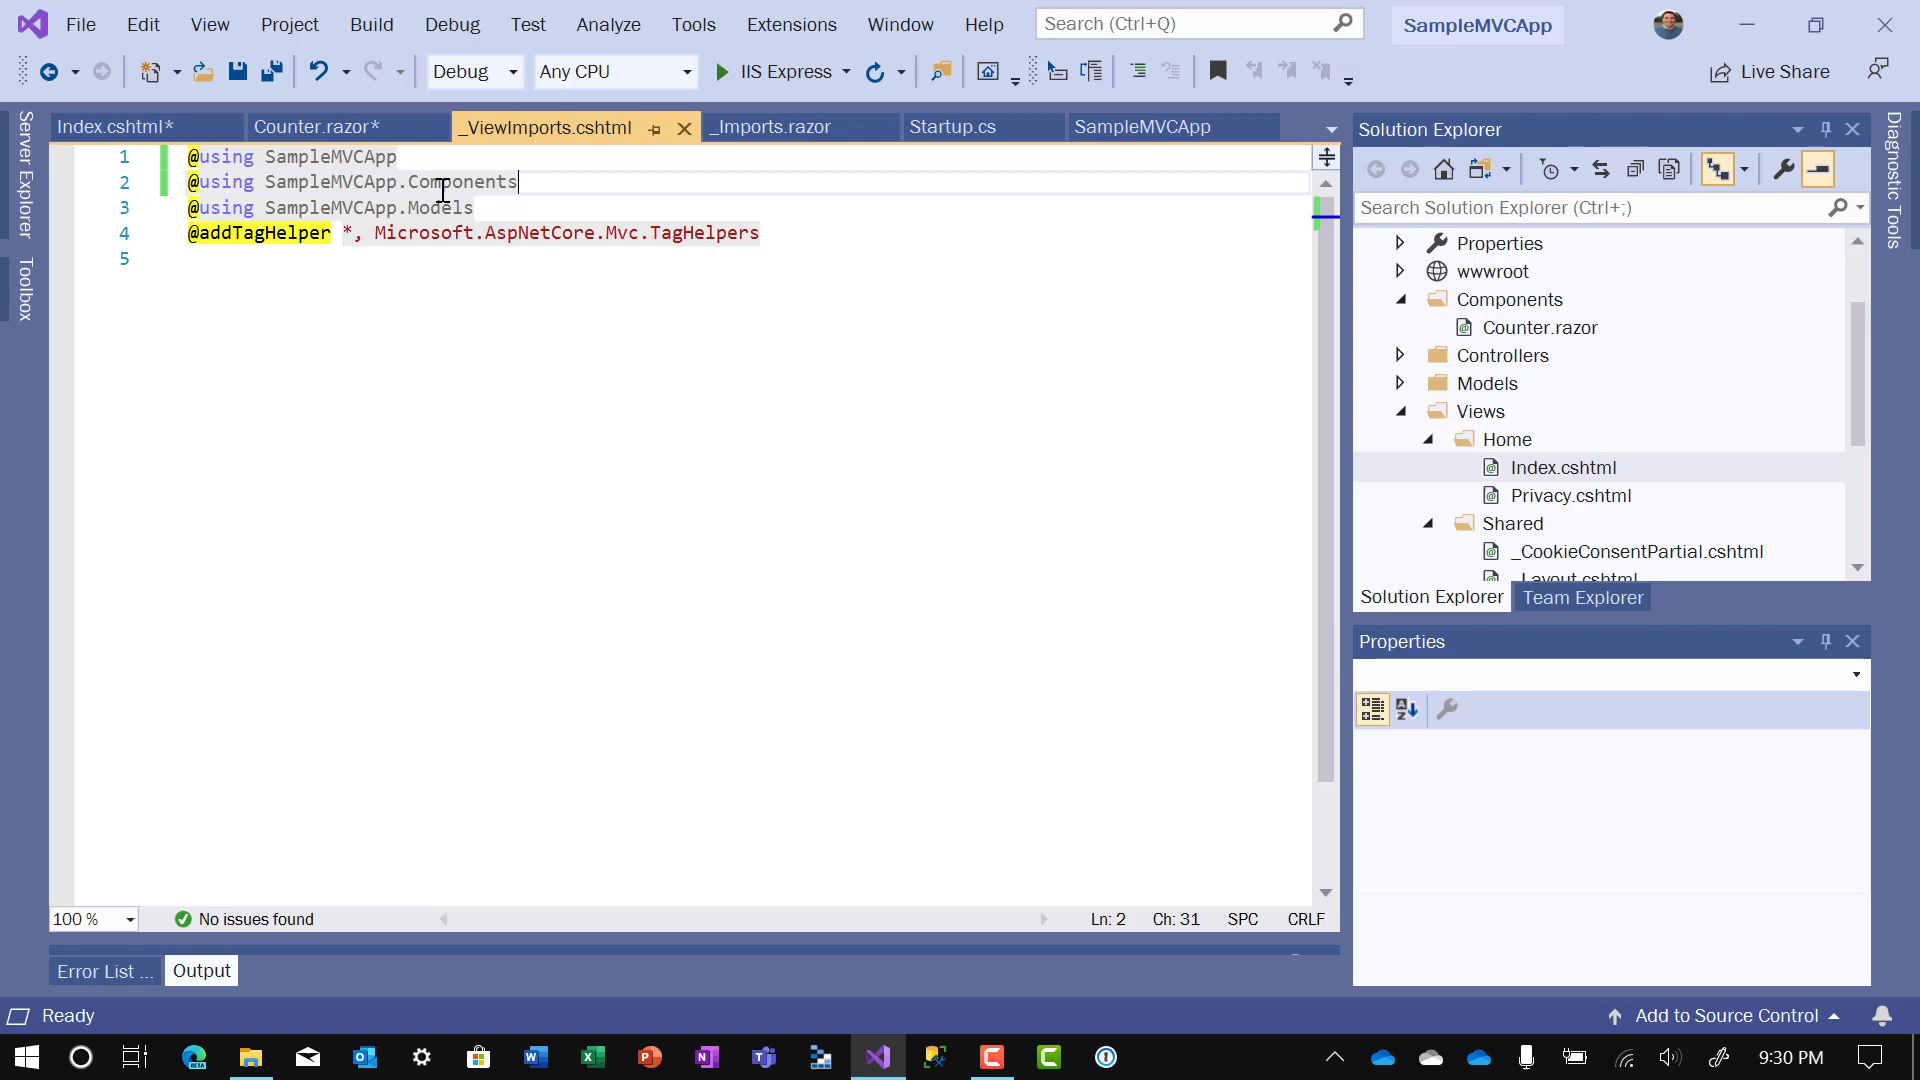 File Edit View Project Build Debug Test Analyze Tools Extensions Window Help Search (Ctrl+Q) SampleMVCApp
Debug Any CPU IIS Express Live Share
Server Explorer
Toolbox
Index.cshtml* Counter.razor* _ViewImports.cshtml _Imports.razor Startup.cs SampleMVCApp
1 @using SampleMVCApp
2 @using SampleMVCApp.Components
3 @using SampleMVCApp.Models
4 @addTagHelper *, Microsoft.AspNetCore.Mvc.TagHelpers
5
100 % No issues found Ln: 2 Ch: 31 SPC CRLF
Error List ... Output
Solution Explorer
Search Solution Explorer (Ctrl+;)
Properties
wwwroot
Components
Counter.razor
Controllers
Models
Views
Home
Index.cshtml
Privacy.cshtml
Shared
_CookieConsentPartial.cshtml
_Layout.cshtml
Solution Explorer Team Explorer
Properties
Diagnostic Tools
Ready Add to Source Control
9:30 PM